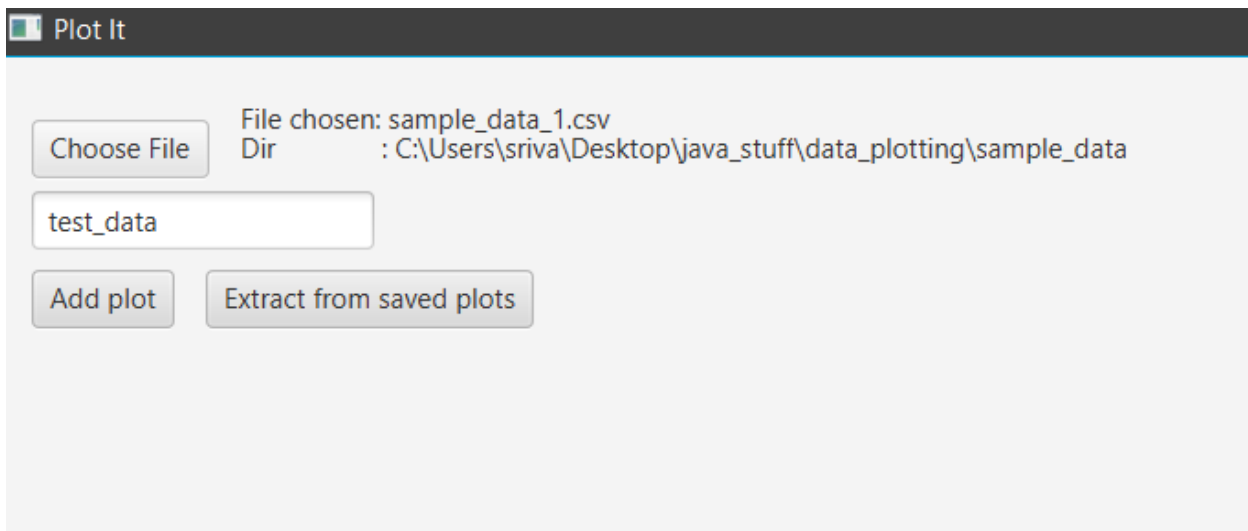 Plot It
File chosen: sample_data_1.csv
Choose File
Dir : C:\Users\sriva\Desktop\java_stuff\data_plotting\sample_data
test_data
Add plot Extract from saved plots